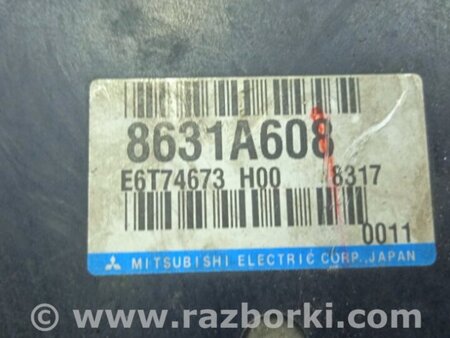 8631A608
E6T74673 H00 8317
0011
MITSUBISHI ELECTRIC CORP.,JAPAN
© www.razborki.com